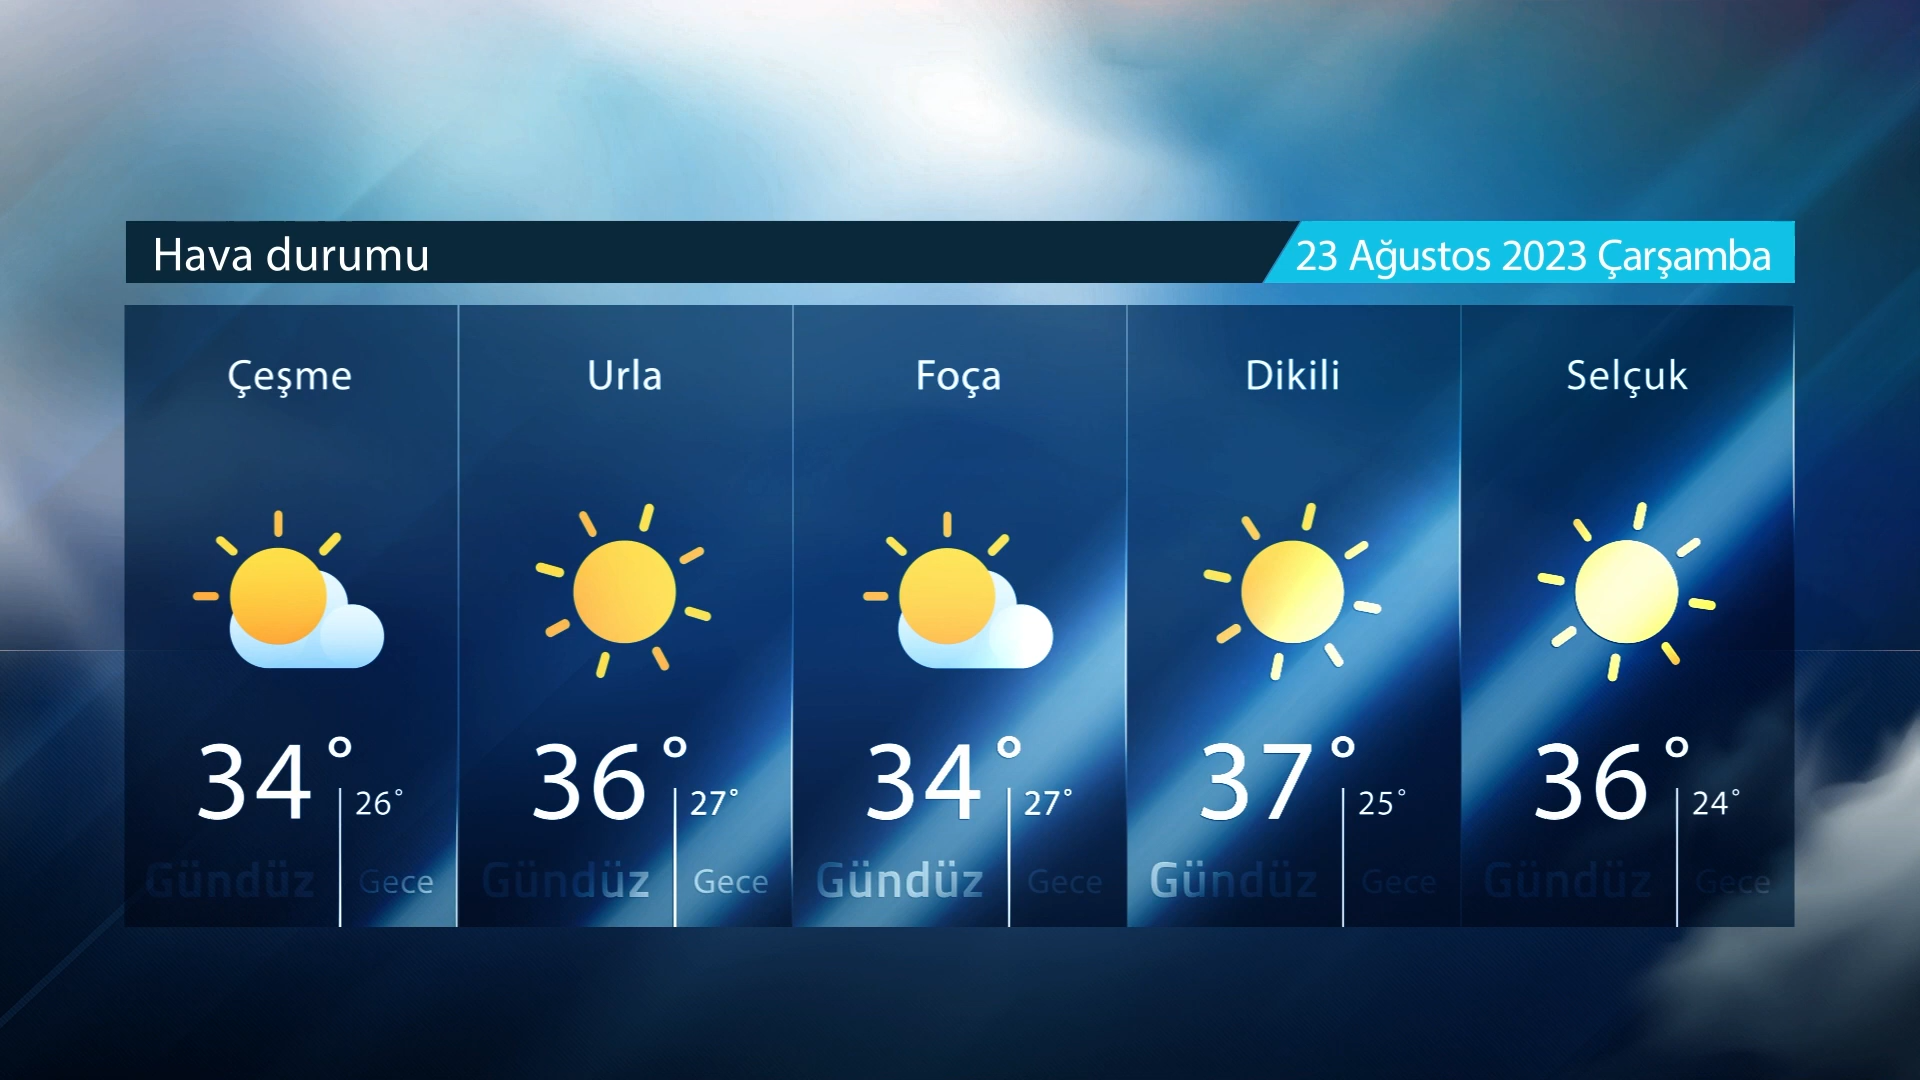 Hava durumu
23 Ağustos 2023 Çarşamba
Çeşme
34°
26°
Gündüz
Gece
Urla
36°
27°
Gündüz
Gece
Foça
34°
27°
Gündüz
Gece
Dikili
37°
25°
Gündüz
Gece
Selçuk
36°
24°
Gündüz
Gece